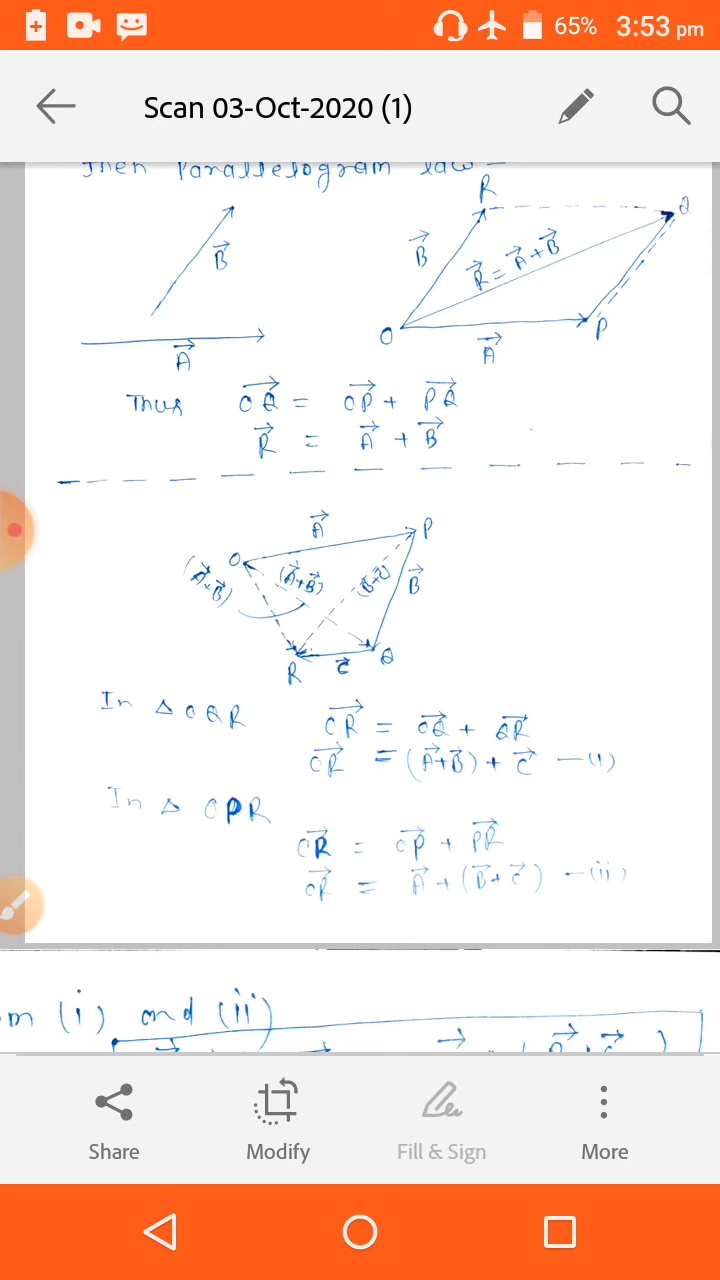 65% 3:53 pm
Scan 03-Oct-2020 (1)
Then Parallelogram law
R
Q
B
B
R = A + B
O
P
A
A
Thus OQ = OP + PQ
R = A + B
A
P
O
(A+B)
(A+B)
(B+C)
B
R
C
Q
In △ OQR OR = OQ + QR
OR = (A+B) + C —(i)
In △ OPR
OR = OP + PR
OR = A + (B+C) —(ii)
m (i) and (ii)
Share
Modify
Fill & Sign
More